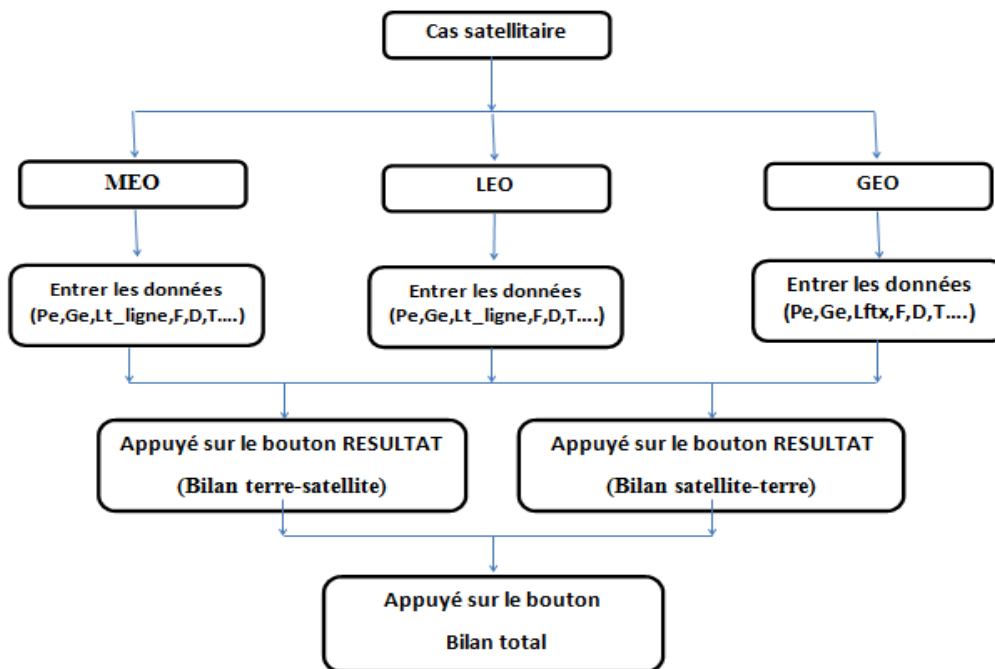 Cas satellitaire
MEO
LEO
GEO
Entrer les données
(Pe,Ge,Lt_ligne,F,D,T....)
Entrer les données
(Pe,Ge,Lt_ligne,F,D,T....)
Entrer les données
(Pe,Ge,Lftx,F,D,T....)
Appuyé sur le bouton RESULTAT
(Bilan terre-satellite)
Appuyé sur le bouton RESULTAT
(Bilan satellite-terre)
Appuyé sur le bouton
Bilan total